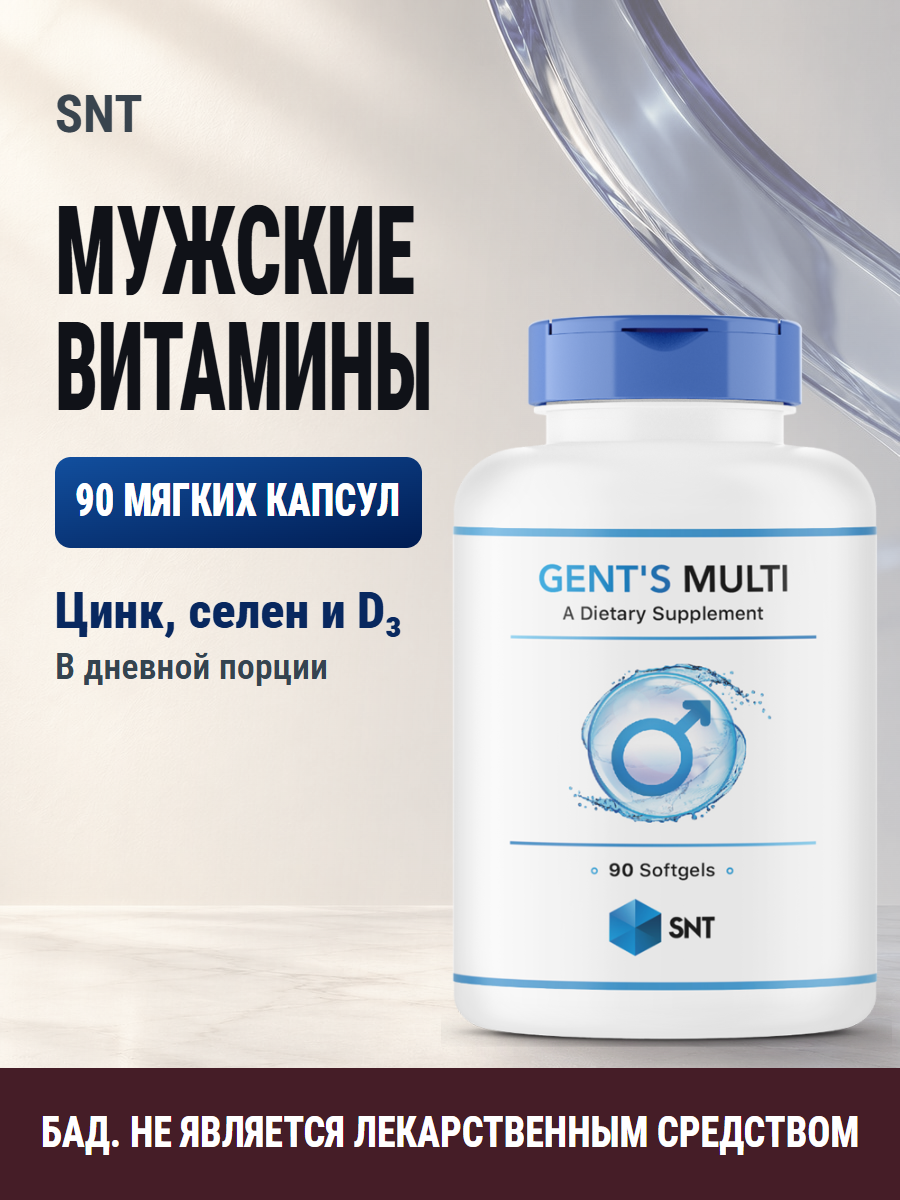 SNT
МУЖСКИЕ
ВИТАМИНЫ
90 МЯГКИХ КАПСУЛ
Цинк, селен и D₃
В дневной порции
GENT'S MULTI
A Dietary Supplement
90 Softgels
SNT
БАД. НЕ ЯВЛЯЕТСЯ ЛЕКАРСТВЕННЫМ СРЕДСТВОМ